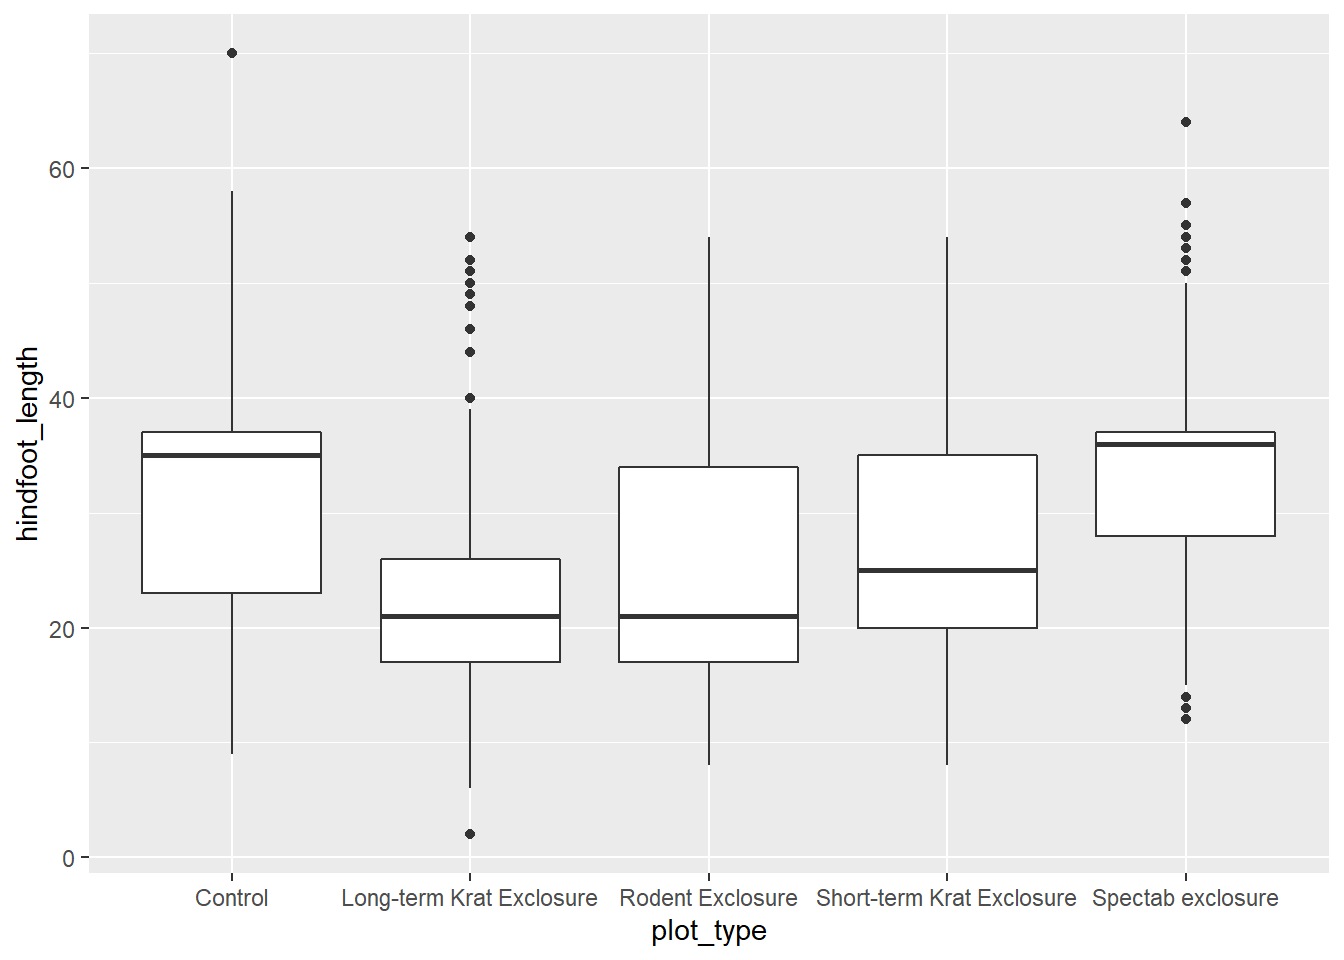 hindfoot_length
60
40
20
0
Control
Long-term Krat Exclosure
Rodent Exclosure
Short-term Krat Exclosure
Spectab exclosure
plot_type